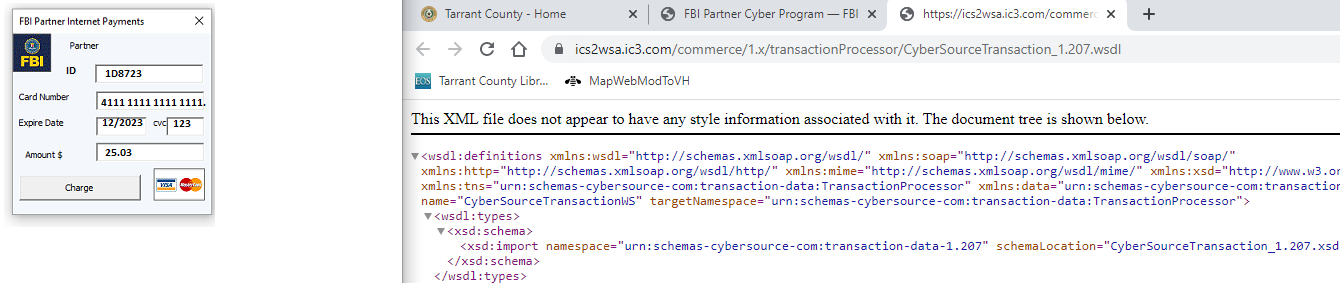 FBI Partner Internet Payments
FBI
Partner
ID 1D8723
Card Number 4111 1111 1111 1111.
Expire Date 12/2023 cvc 123
Amount $ 25.03
Charge
VISA MasterCard
Tarrant County - Home
FBI Partner Cyber Program — FBI
https://ics2wsa.ic3.com/commerc
ics2wsa.ic3.com/commerce/1.x/transactionProcessor/CyberSourceTransaction_1.207.wsdl
EOS Tarrant County Libr... MapWebModToVH
This XML file does not appear to have any style information associated with it. The document tree is shown below.
<wsdl:definitions xmlns:wsdl="http://schemas.xmlsoap.org/wsdl/" xmlns:soap="http://schemas.xmlsoap.org/wsdl/soap/"
xmlns:http="http://schemas.xmlsoap.org/wsdl/http/" xmlns:mime="http://schemas.xmlsoap.org/wsdl/mime/" xmlns:xsd="http://www.w3.or
xmlns:tns="urn:schemas-cybersource-com:transaction-data:TransactionProcessor" xmlns:data="urn:schemas-cybersource-com:transaction
name="CyberSourceTransactionWS" targetNamespace="urn:schemas-cybersource-com:transaction-data:TransactionProcessor">
<wsdl:types>
<xsd:schema>
<xsd:import namespace="urn:schemas-cybersource-com:transaction-data-1.207" schemaLocation="CyberSourceTransaction_1.207.xsd
</xsd:schema>
</wsdl:types>